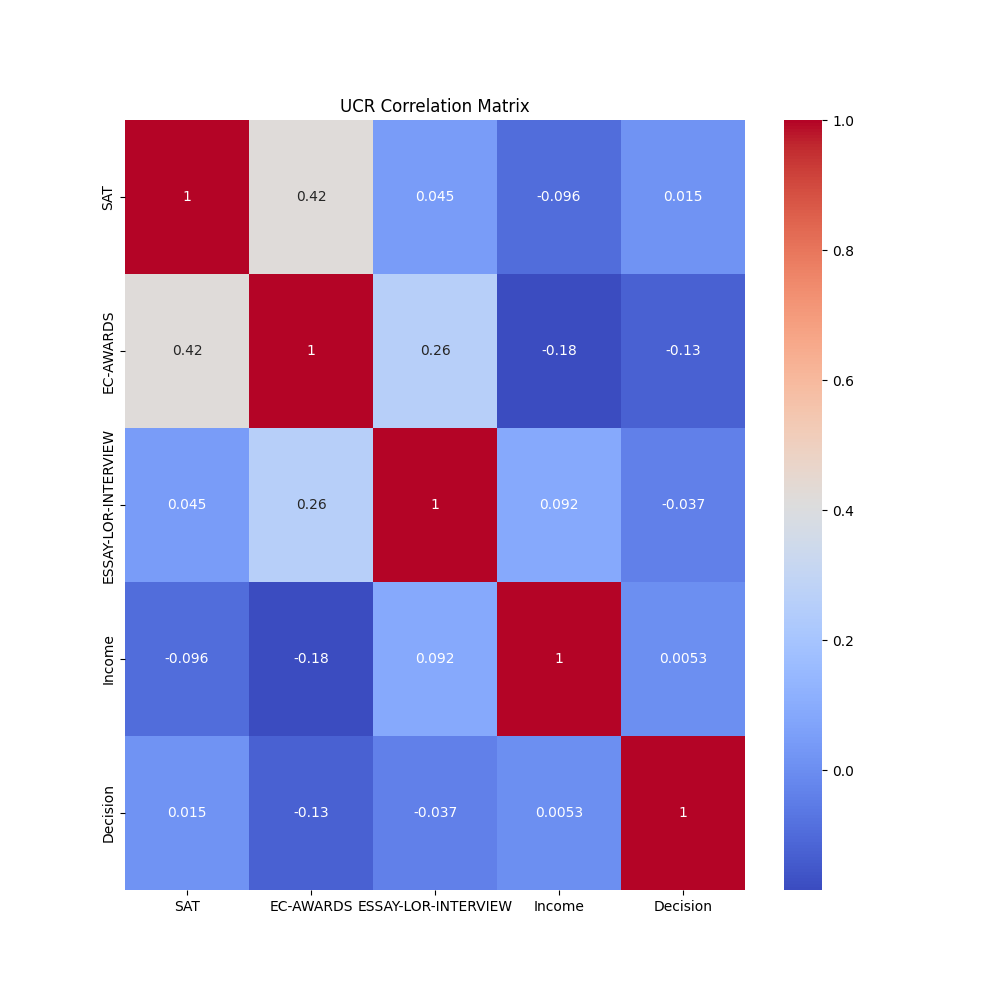 UCR Correlation Matrix
SAT
1
0.42
0.045
-0.096
0.015
EC-AWARDS
0.42
1
0.26
-0.18
-0.13
ESSAY-LOR-INTERVIEW
0.045
0.26
1
0.092
-0.037
Income
-0.096
-0.18
0.092
1
0.0053
Decision
0.015
-0.13
-0.037
0.0053
1
SAT
EC-AWARDS
ESSAY-LOR-INTERVIEW
Income
Decision
1.0
0.8
0.6
0.4
0.2
0.0